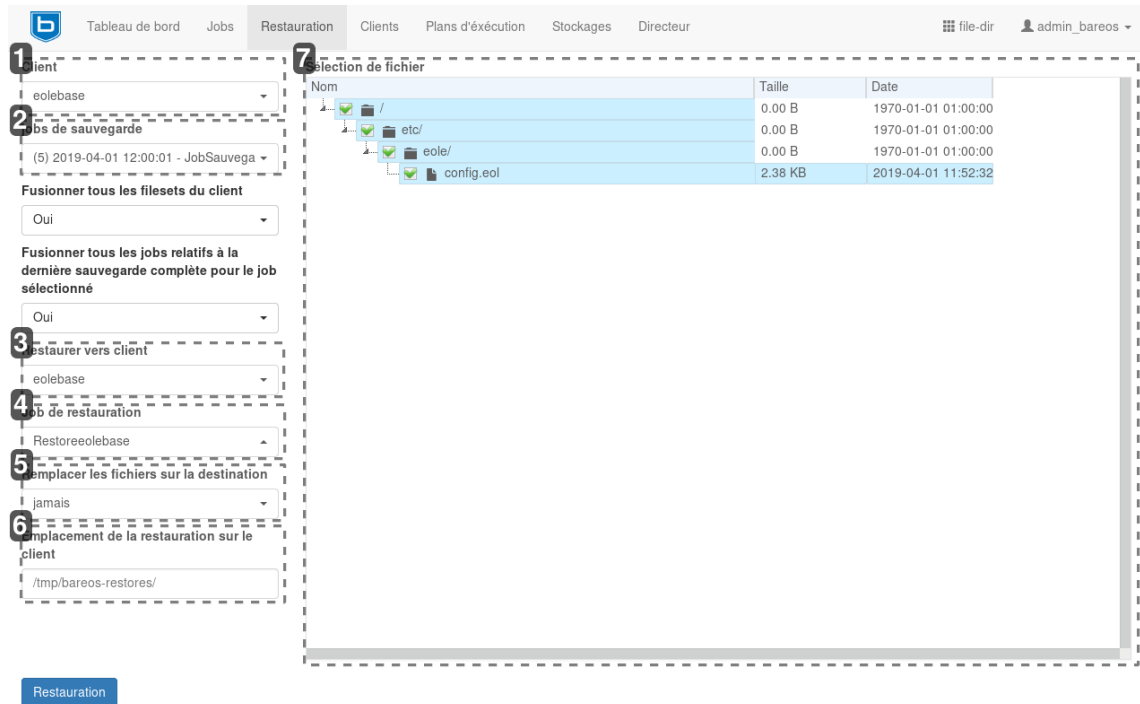 Tableau de bord Jobs Restauration Clients Plans d'éxécution Stockages Directeur file-dir admin_bareos
1
Client
eolebase
2
Jobs de sauvegarde
(5) 2019-04-01 12:00:01 - JobSauvega
Fusionner tous les filesets du client
Oui
Fusionner tous les jobs relatifs à la
dernière sauvegarde complète pour le job
sélectionné
Oui
3
Restaurer vers client
eolebase
4
Job de restauration
Restoreeolebase
5
Remplacer les fichiers sur la destination
jamais
6
Emplacement de la restauration sur le
client
/tmp/bareos-restores/
Restauration
7
Sélection de fichier
Nom Taille Date
/ 0.00 B 1970-01-01 01:00:00
etc/ 0.00 B 1970-01-01 01:00:00
eole/ 0.00 B 1970-01-01 01:00:00
config.eol 2.38 KB 2019-04-01 11:52:32